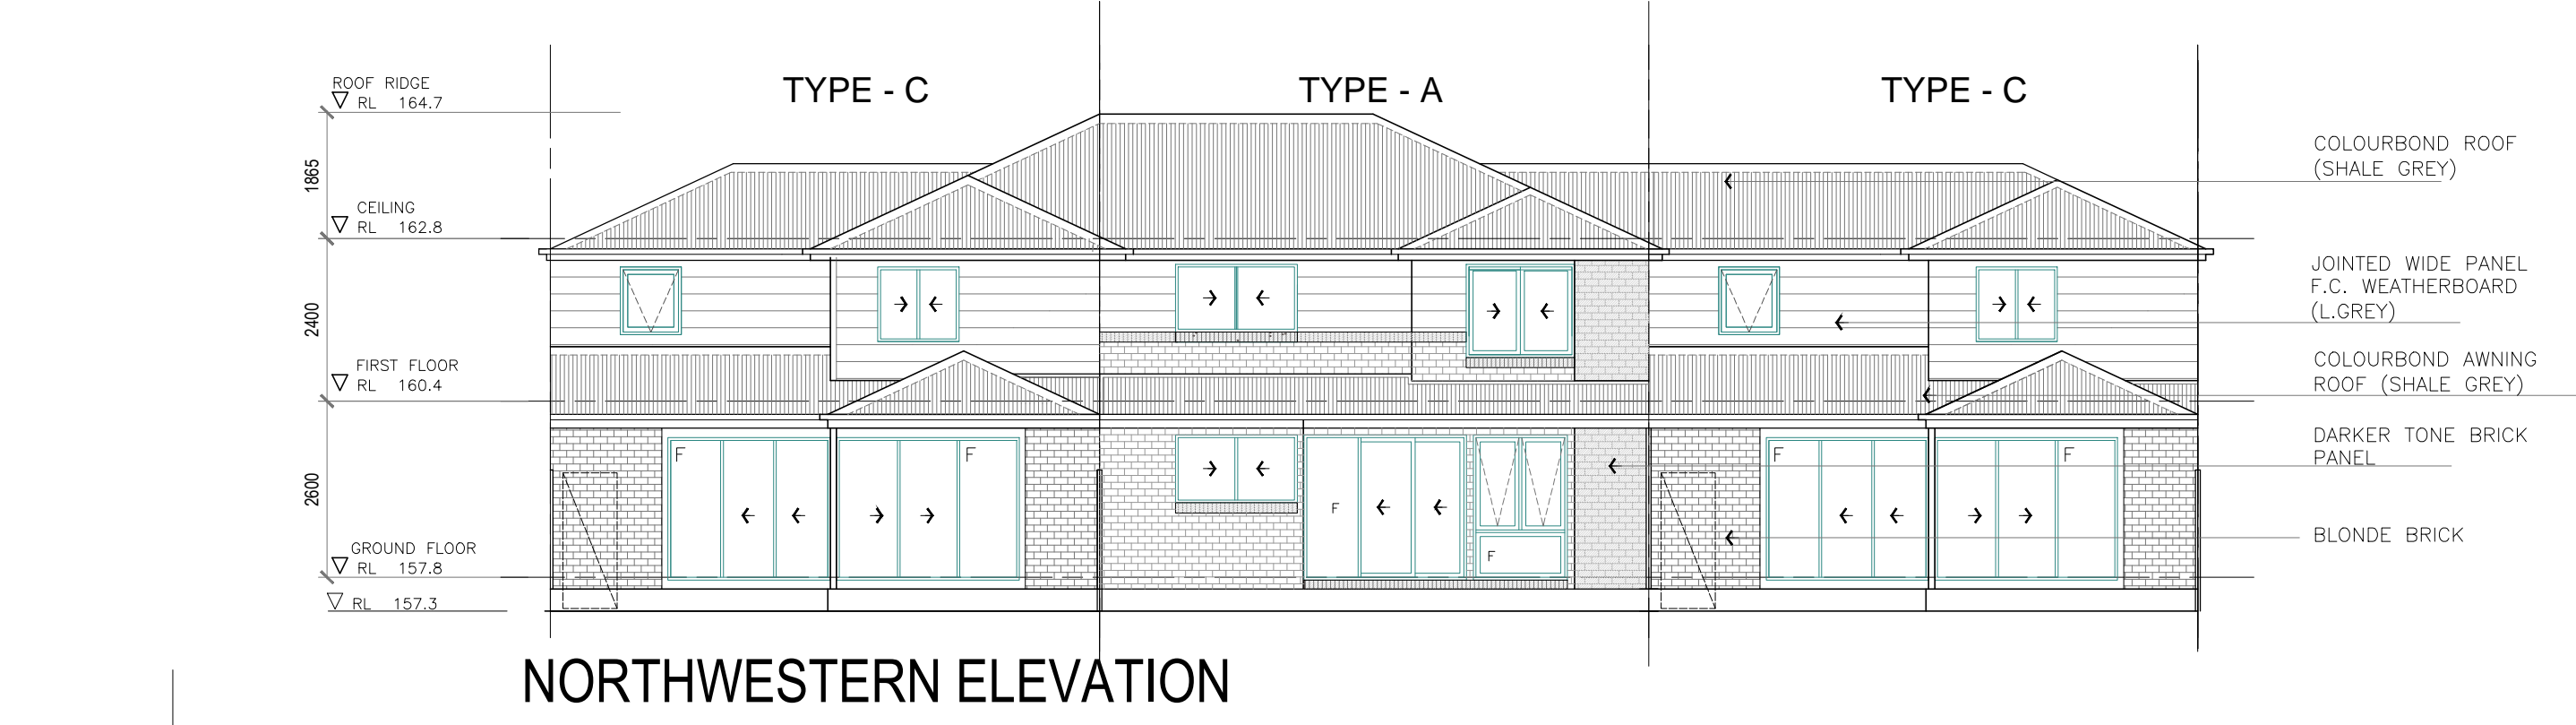 TYPE - C
TYPE - A
TYPE - C
ROOF RIDGE
RL 164.7
1865
CEILING
RL 162.8
2400
FIRST FLOOR
RL 160.4
2600
GROUND FLOOR
RL 157.8
RL 157.3
F
F
F
F
F
F
COLOURBOND ROOF
(SHALE GREY)
JOINTED WIDE PANEL
F.C. WEATHERBOARD
(L.GREY)
COLOURBOND AWNING
ROOF (SHALE GREY)
DARKER TONE BRICK
PANEL
BLONDE BRICK
NORTHWESTERN ELEVATION